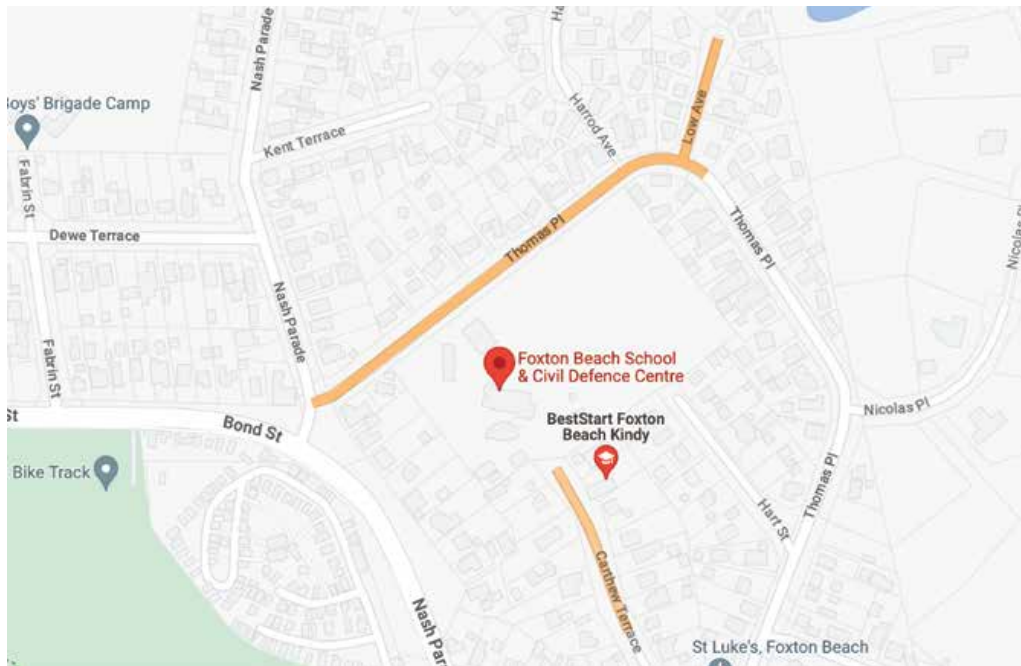 Nash Parade
Boys' Brigade Camp
Kent Terrace
Harrod Ave
Low Ave
Fabrin St
Dewe Terrace
Thomas Pl
Thomas Pl
Nicolas Pl
Nash Parade
Fabrin St
Foxton Beach School
& Civil Defence Centre
St
Bond St
BestStart Foxton
Beach Kindy
Nicolas Pl
Bike Track
Hart St
Thomas Pl
Carthew Terrace
Nash Par
St Luke's, Foxton Beach